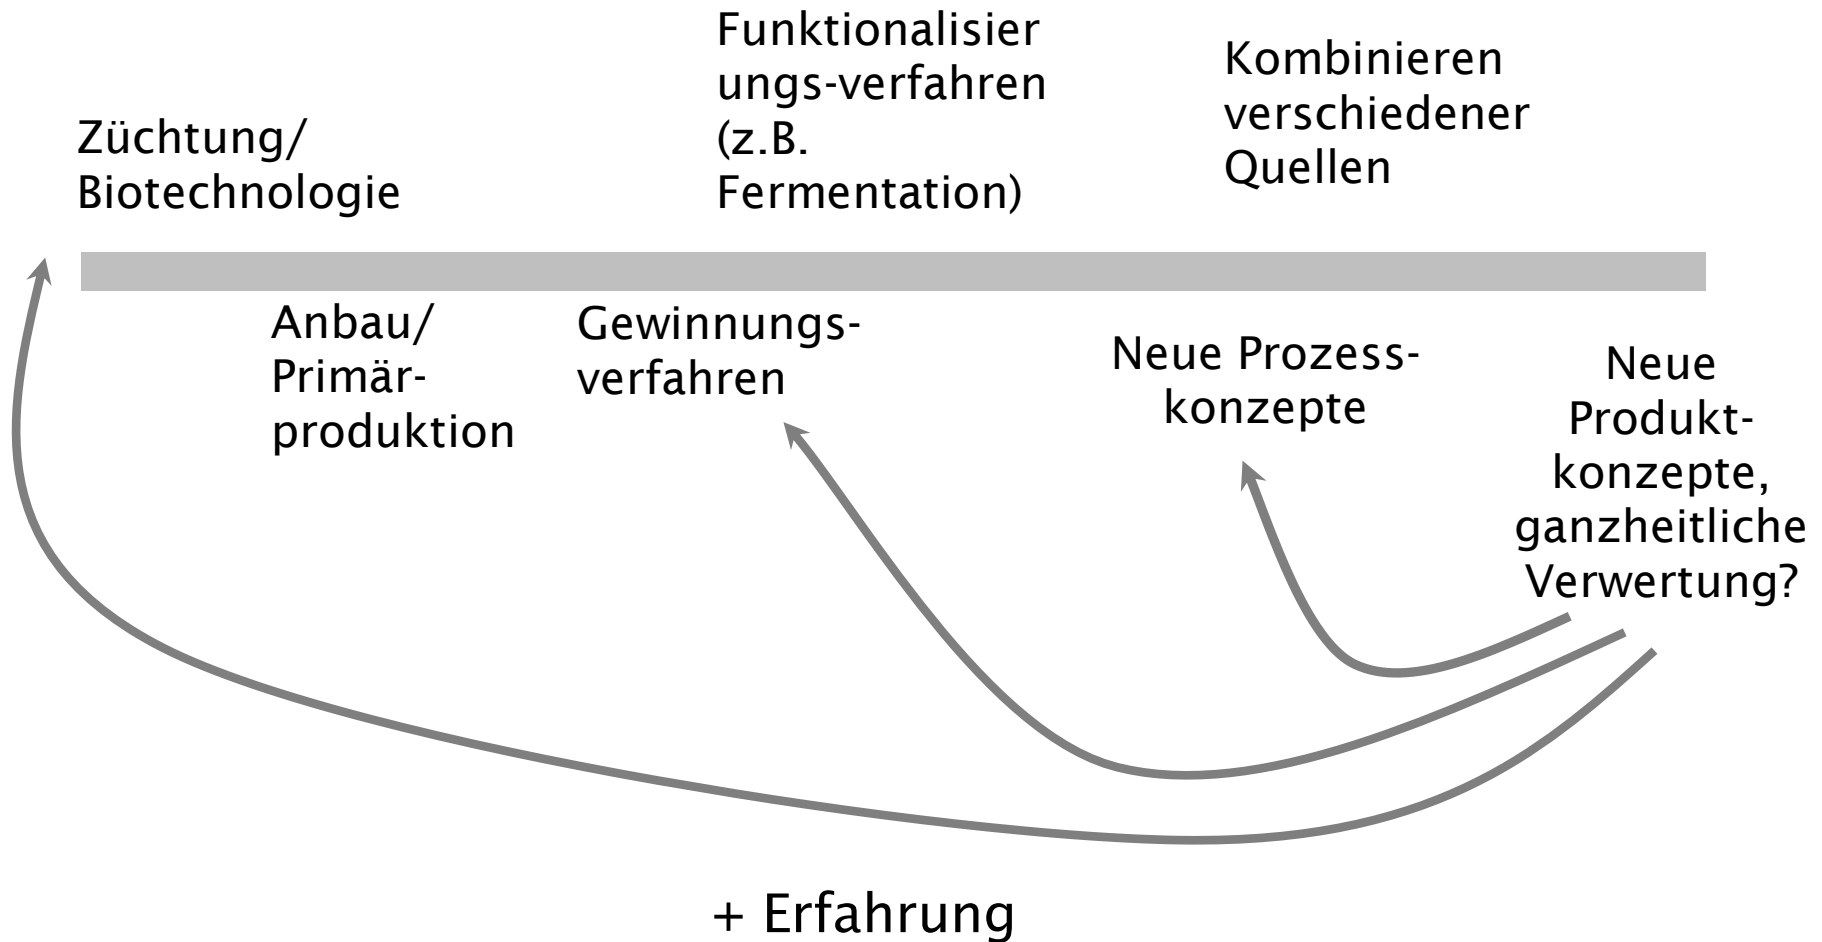 Züchtung/
Biotechnologie
Funktionalisier
ungs-verfahren
(z.B.
Fermentation)
Kombinieren
verschiedener
Quellen
Anbau/
Primär-
produktion
Gewinnungs-
verfahren
Neue Prozess-
konzepte
Neue
Produkt-
konzepte,
ganzheitliche
Verwertung?
+ Erfahrung